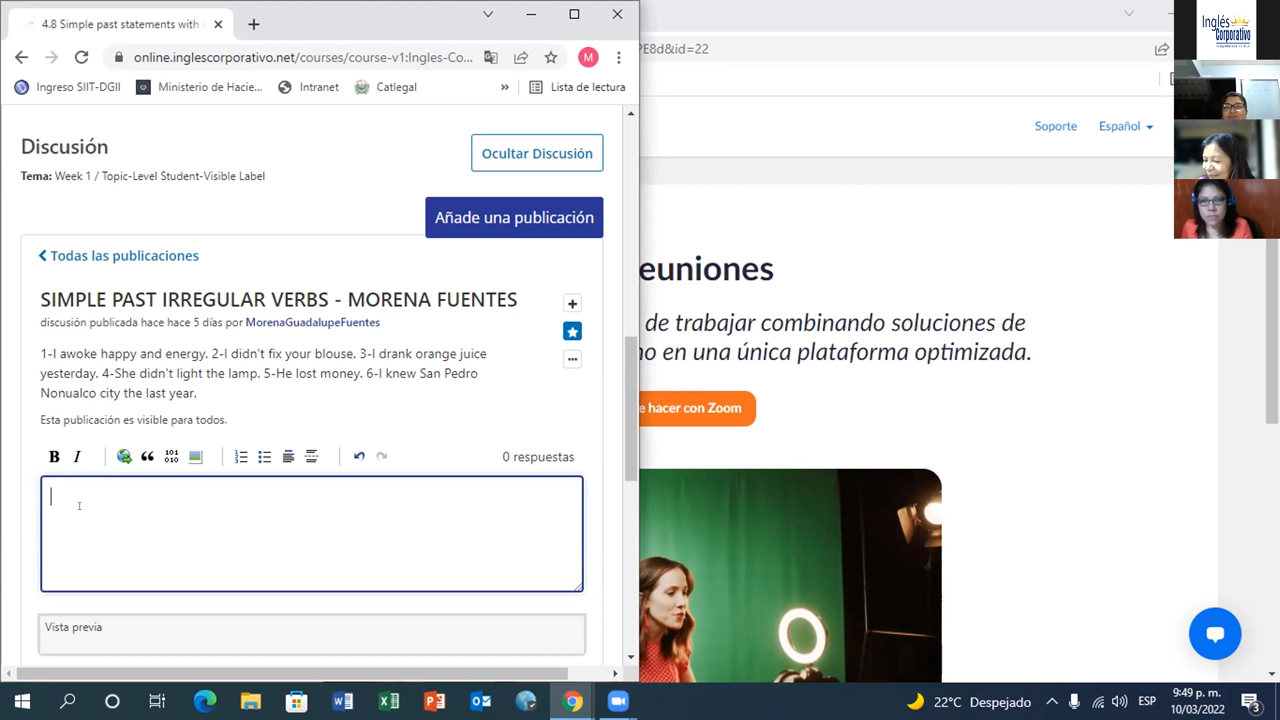 4.8 Simple past statements with
online.inglescorporativo.net/courses/course-v1:Ingles-Co...
M
PE8d&id=22
Inglés
Corporativo
Ingreso SIIT-DGII
Ministerio de Hacie...
Intranet
Catlegal
»
Lista de lectura
Soporte
Español
Discusión
Ocultar Discusión
Tema: Week 1 / Topic-Level Student-Visible Label
Añade una publicación
Todas las publicaciones
SIMPLE PAST IRREGULAR VERBS - MORENA FUENTES
discusión publicada hace hace 5 días por MorenaGuadalupeFuentes
1-I awoke happy and energy. 2-I didn't fix your blouse. 3-I drank orange juice
yesterday. 4-She didn't light the lamp. 5-He lost money. 6-I knew San Pedro
Nonualco city the last year.
Esta publicación es visible para todos.
B I
101
010
0 respuestas
Vista previa
euniones
de trabajar combinando soluciones de
no en una única plataforma optimizada.
e hacer con Zoom
22°C Despejado
ESP
9:49 p. m.
10/03/2022
3